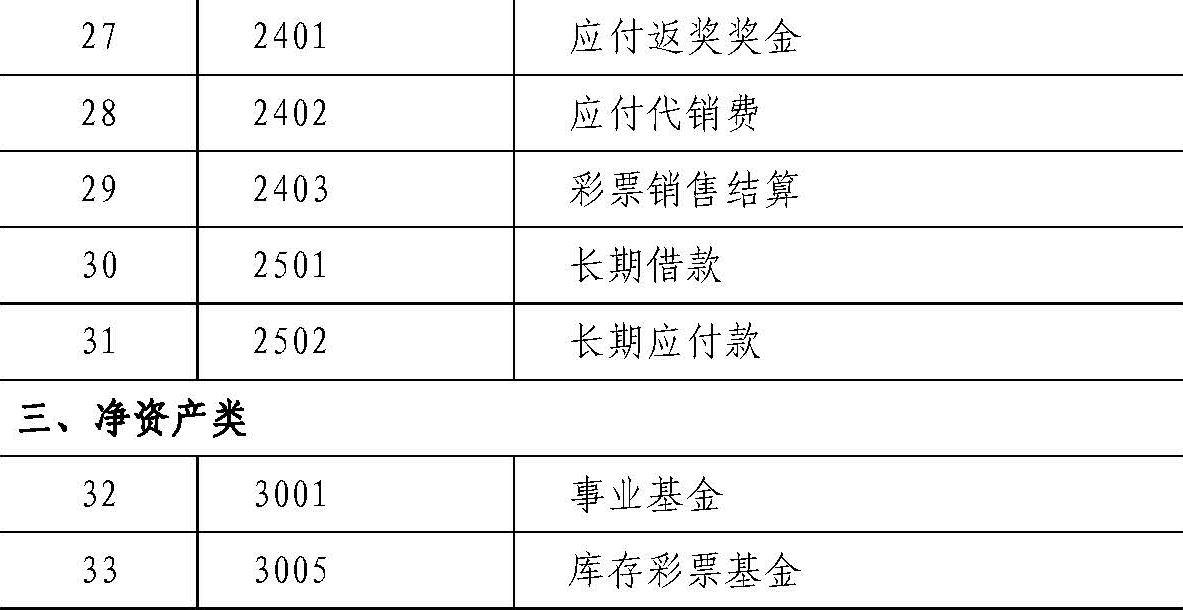 27 2401 应付返奖奖金
28 2402 应付代销费
29 2403 彩票销售结算
30 2501 长期借款
31 2502 长期应付款
三、净资产类
32 3001 事业基金
33 3005 库存彩票基金